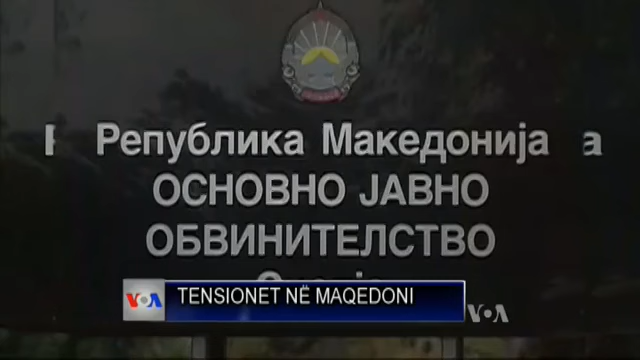 Република Македонија
ОСНОВНО ЈАВНО
ОБВИНИТЕЛСТВО
VOA TENSIONET NË MAQEDONI
VOA